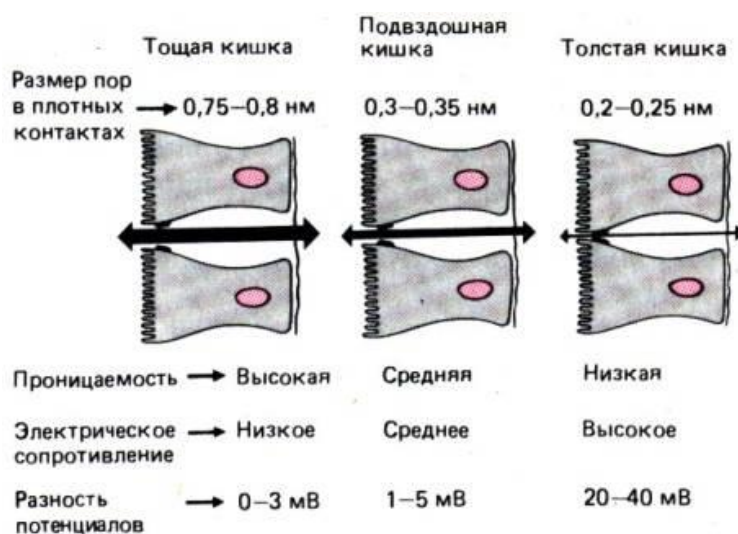 Тощая кишка
Подвздошная
кишка
Толстая кишка
Размер пор
в плотных
контактах
0,75–0,8 нм
0,3–0,35 нм
0,2–0,25 нм
Проницаемость
Высокая
Средняя
Низкая
Электрическое
сопротивление
Низкое
Среднее
Высокое
Разность
потенциалов
0–3 мВ
1–5 мВ
20–40 мВ